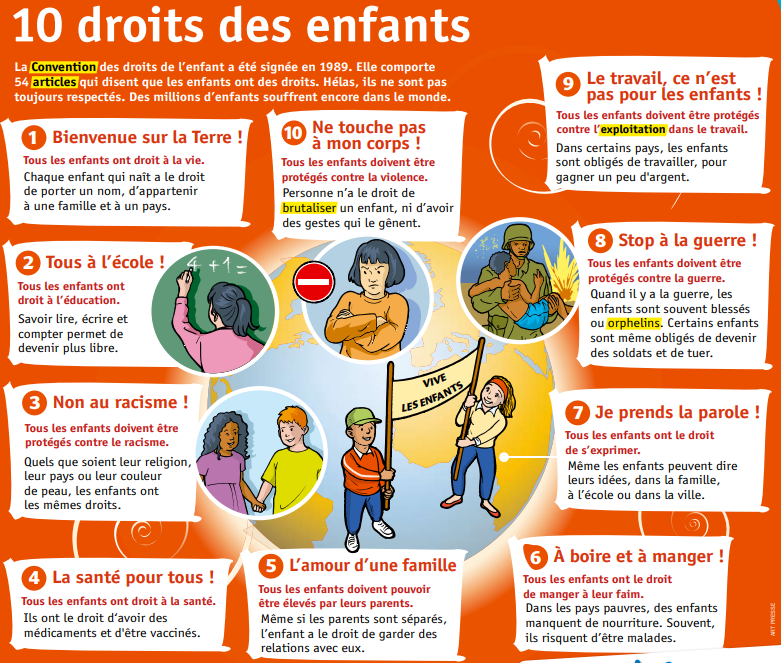 10 droits des enfants
La Convention des droits de l'enfant a été signée en 1989. Elle comporte
54 articles qui disent que les enfants ont des droits. Hélas, ils ne sont pas
toujours respectés. Des millions d'enfants souffrent encore dans le monde.
1 Bienvenue sur la Terre !
Tous les enfants ont droit à la vie.
Chaque enfant qui naît a le droit
de porter un nom, d'appartenir
à une famille et à un pays.
2 Tous à l'école !
Tous les enfants ont
droit à l'éducation.
Savoir lire, écrire et
compter permet de
devenir plus libre.
4 + 1 =
3 Non au racisme !
Tous les enfants doivent être
protégés contre le racisme.
Quels que soient leur religion,
leur pays ou leur couleur
de peau, les enfants ont
les mêmes droits.
4 La santé pour tous !
Tous les enfants ont droit à la santé.
Ils ont le droit d'avoir des
médicaments et d'être vaccinés.
5 L'amour d'une famille
Tous les enfants doivent pouvoir
être élevés par leurs parents.
Même si les parents sont séparés,
l'enfant a le droit de garder des
relations avec eux.
6 À boire et à manger !
Tous les enfants ont le droit
de manger à leur faim.
Dans les pays pauvres, des enfants
manquent de nourriture. Souvent,
ils risquent d'être malades.
7 Je prends la parole !
Tous les enfants ont le droit
de s'exprimer.
Même les enfants peuvent dire
leurs idées, dans la famille,
à l'école ou dans la ville.
8 Stop à la guerre !
Tous les enfants doivent être
protégés contre la guerre.
Quand il y a la guerre, les
enfants sont souvent blessés
ou orphelins. Certains enfants
sont même obligés de devenir
des soldats et de tuer.
9 Le travail, ce n'est
pas pour les enfants !
Tous les enfants doivent être protégés
contre l'exploitation dans le travail.
Dans certains pays, les enfants
sont obligés de travailler, pour
gagner un peu d'argent.
10 Ne touche pas
à mon corps !
Tous les enfants doivent être
protégés contre la violence.
Personne n'a le droit de
brutaliser un enfant, ni d'avoir
des gestes qui le gênent.
VIVE
LES ENFANTS
ART PRESSE